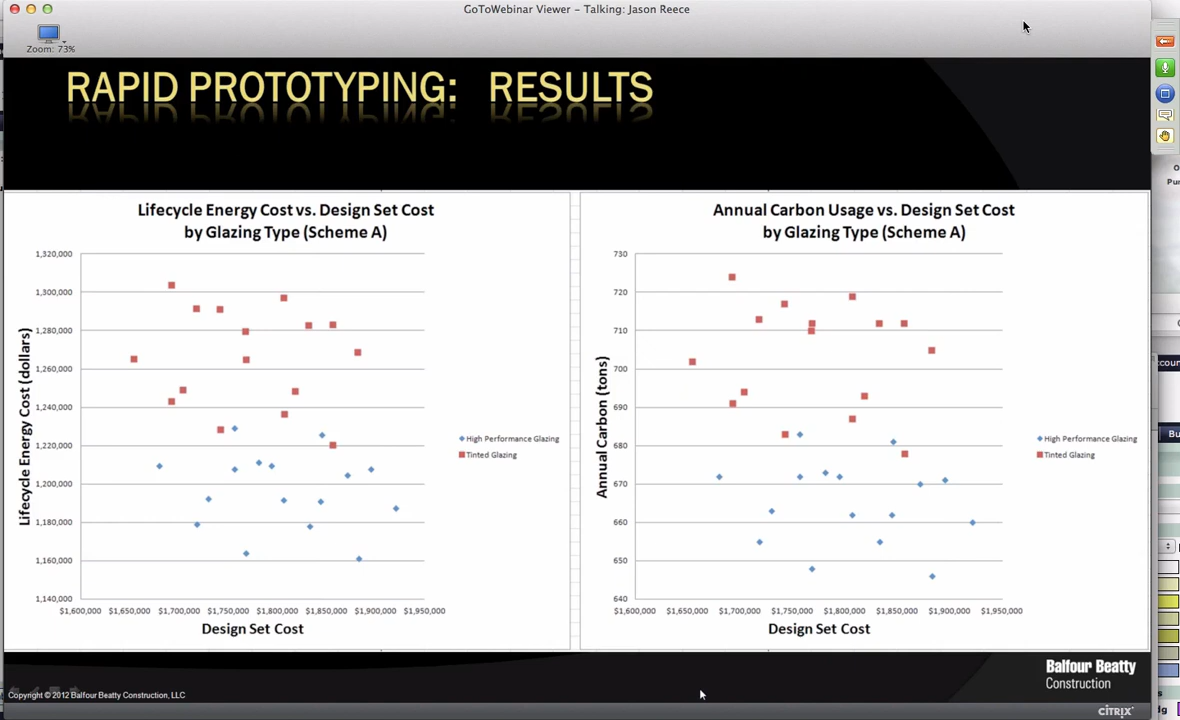 GoToWebinar Viewer – Talking: Jason Reece
Zoom: 73%
RAPID PROTOTYPING: RESULTS
Lifecycle Energy Cost vs. Design Set Cost
by Glazing Type (Scheme A)
1,320,000
1,300,000
1,280,000
1,260,000
1,240,000
1,220,000
1,200,000
1,180,000
1,160,000
1,140,000
Lifecycle Energy Cost (dollars)
$1,600,000 $1,650,000 $1,700,000 $1,750,000 $1,800,000 $1,850,000 $1,900,000 $1,950,000
Design Set Cost
High Performance Glazing
Tinted Glazing
Annual Carbon Usage vs. Design Set Cost
by Glazing Type (Scheme A)
730
720
710
700
690
680
670
660
650
640
Annual Carbon (tons)
$1,600,000 $1,650,000 $1,700,000 $1,750,000 $1,800,000 $1,850,000 $1,900,000 $1,950,000
Design Set Cost
High Performance Glazing
Tinted Glazing
Copyright © 2012 Balfour Beatty Construction, LLC
Balfour Beatty
Construction
CITRIX